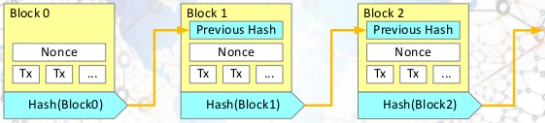 Block 0
Nonce
Tx Tx ...
Hash(Block0)
Block 1
Previous Hash
Nonce
Tx Tx ...
Hash(Block1)
Block 2
Previous Hash
Nonce
Tx Tx ...
Hash(Block2)